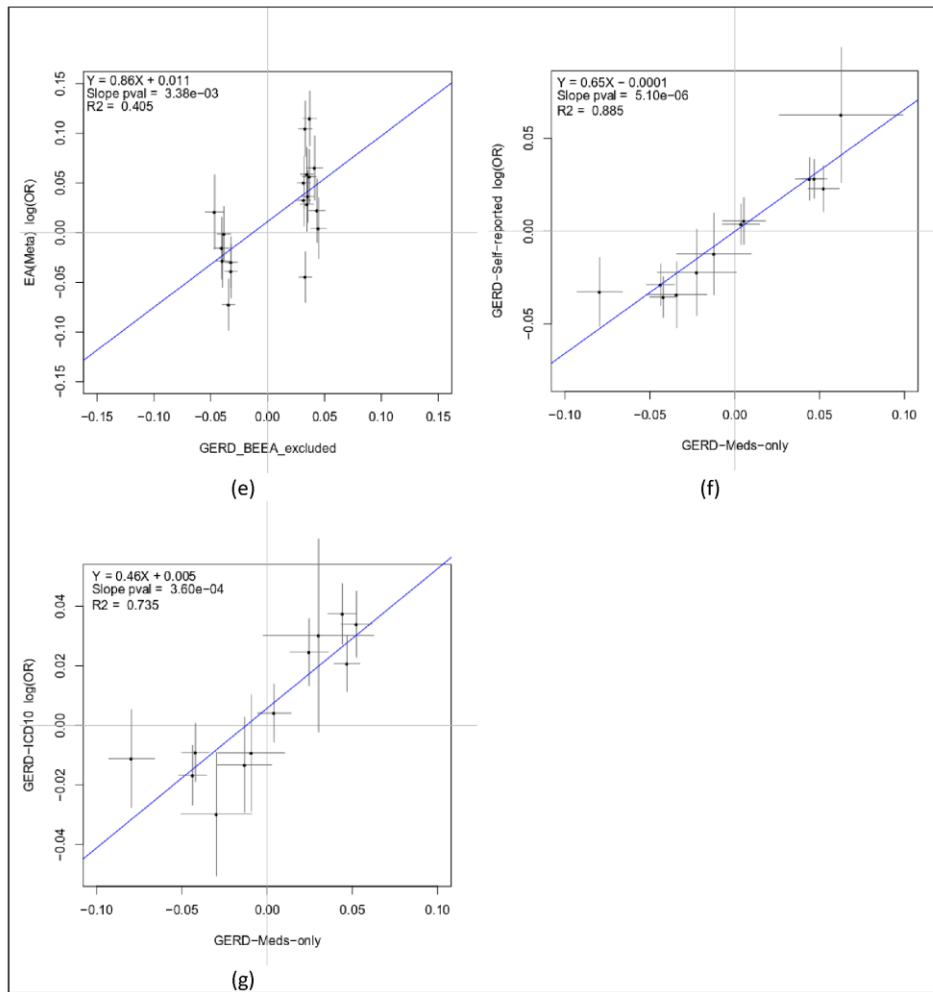 Y = 0.86X + 0.011
Slope pval = 3.38e−03
R2 = 0.405
EA(Meta) log(OR)
0.15
0.10
0.05
0.00
−0.05
−0.10
−0.15
−0.15 −0.10 −0.05 0.00 0.05 0.10 0.15
GERD_BEEA_excluded
(e)
Y = 0.65X − 0.0001
Slope pval = 5.10e−06
R2 = 0.885
GERD−Self−reported log(OR)
0.05
0.00
−0.05
−0.10 −0.05 0.00 0.05 0.10
GERD−Meds−only
(f)
Y = 0.46X + 0.005
Slope pval = 3.60e−04
R2 = 0.735
GERD−ICD10 log(OR)
0.04
0.02
0.00
−0.02
−0.04
−0.10 −0.05 0.00 0.05 0.10
GERD−Meds−only
(g)